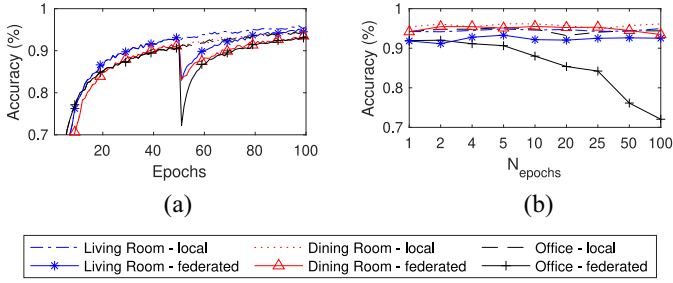 1
0.9
0.8
0.7
Accuracy (%)
20 40 60 80 100
Epochs
(a)
1
0.9
0.8
0.7
Accuracy (%)
1 2 4 5 10 20 25 50 100
N_epochs
(b)
Living Room - local Dining Room - local Office - local
Living Room - federated Dining Room - federated Office - federated